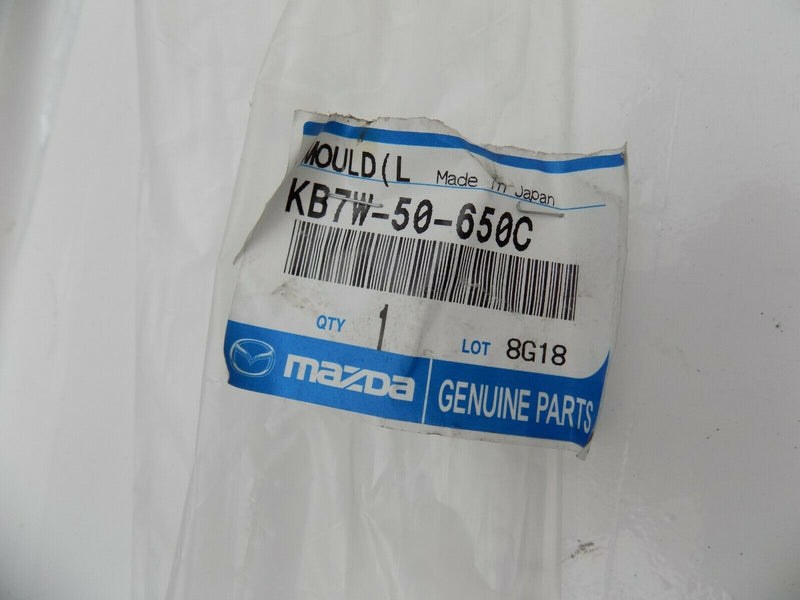 MOULD(L Made in Japan
KB7W-50-650C
QTY 1 LOT 8G18
mazda GENUINE PARTS